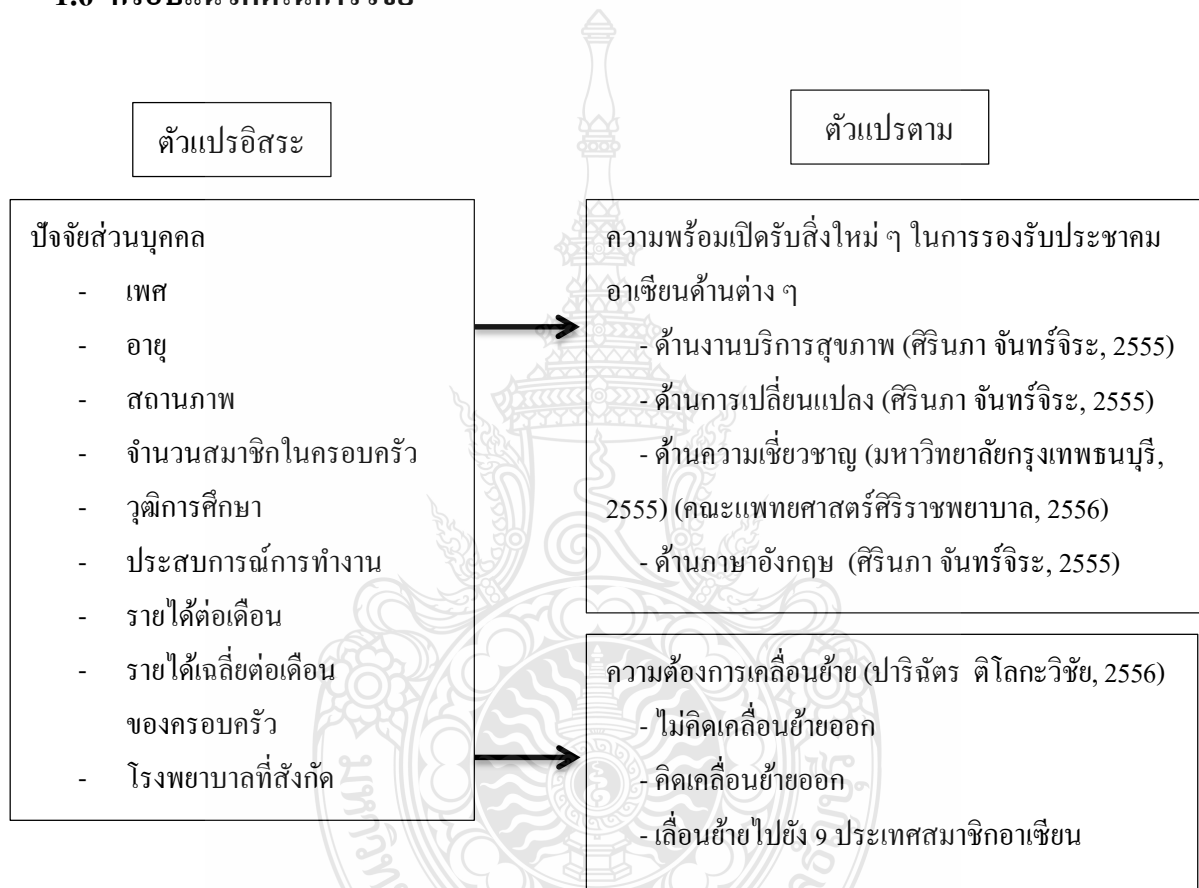 1.6 กรอบแนวคิดในการวิจัย
ตัวแปรอิสระ
ตัวแปรตาม
ปัจจัยส่วนบุคคล
- เพศ
- อายุ
- สถานภาพ
- จำนวนสมาชิกในครอบครัว
- วุฒิการศึกษา
- ประสบการณ์การทำงาน
- รายได้ต่อเดือน
- รายได้เฉลี่ยต่อเดือน
ของครอบครัว
- โรงพยาบาลที่สังกัด
ความพร้อมเปิดรับสิ่งใหม่ ๆ ในการรองรับประชาคม
อาเซียนด้านต่าง ๆ
- ด้านงานบริการสุขภาพ (ศิรินภา จันทร์จิระ, 2555)
- ด้านการเปลี่ยนแปลง (ศิรินภา จันทร์จิระ, 2555)
- ด้านความเชี่ยวชาญ (มหาวิทยาลัยกรุงเทพธนบุรี,
2555) (คณะแพทยศาสตร์ศิริราชพยาบาล, 2556)
- ด้านภาษาอังกฤษ (ศิรินภา จันทร์จิระ, 2555)
ความต้องการเคลื่อนย้าย (ปาริฉัตร ติโลกะวิชัย, 2556)
- ไม่คิดเคลื่อนย้ายออก
- คิดเคลื่อนย้ายออก
- เลื่อนย้ายไปยัง 9 ประเทศสมาชิกอาเซียน